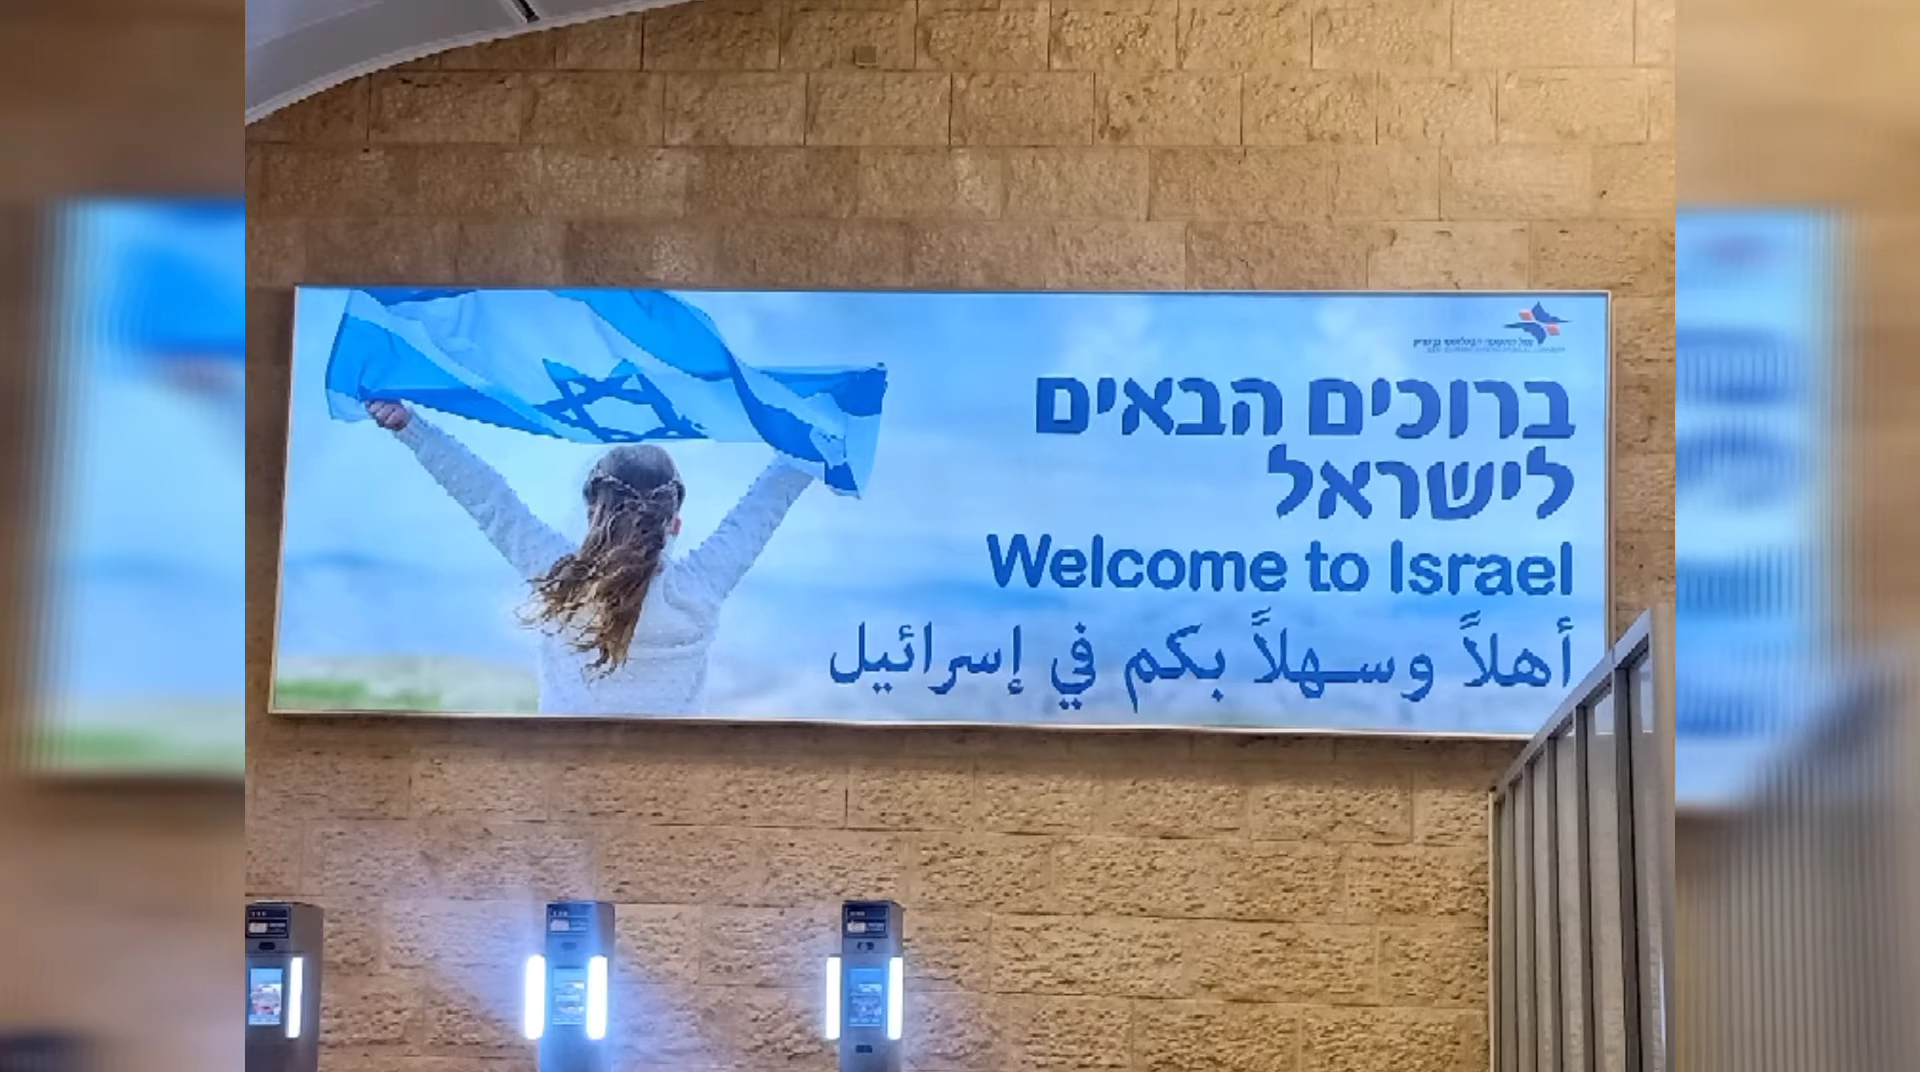 ברוכים הבאים
לישראל
Welcome to Israel
أهلاً وسهلاً بكم في إسرائيل